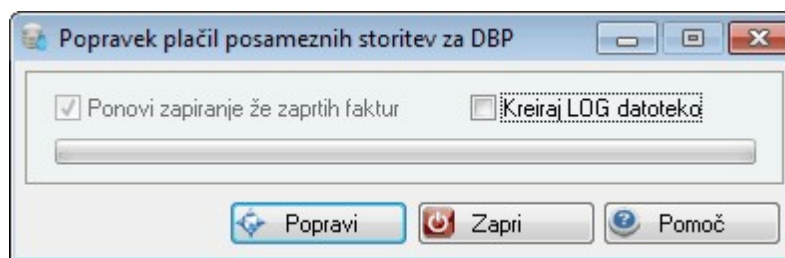 Popravek plačil posameznih storitev za DBP
Ponovi zapiranje že zaprtih faktur Kreiraj LOG datoteko
Popravi Zapri Pomoč